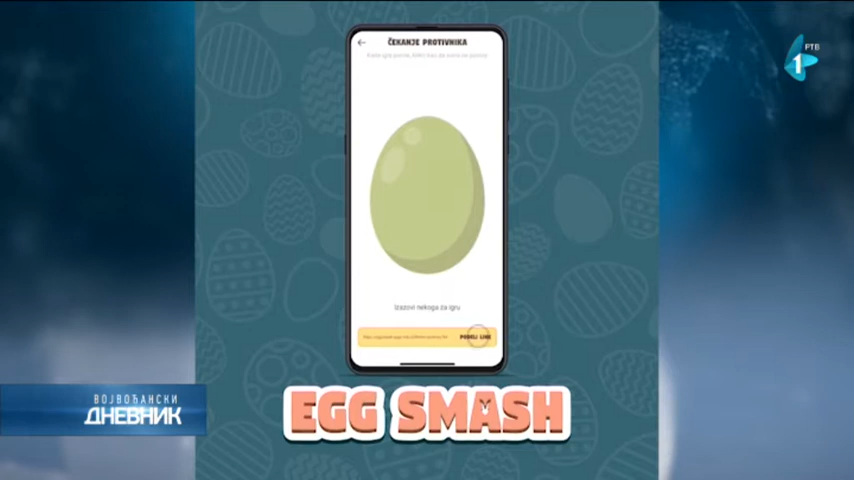 ČEKANJE PROTIVNIKA
РТВ
1
Izazovi nekoga za igru
PODELI LINK
EGG SMASH
ВОЈВОЂАНСКИ
ДНЕВНИК